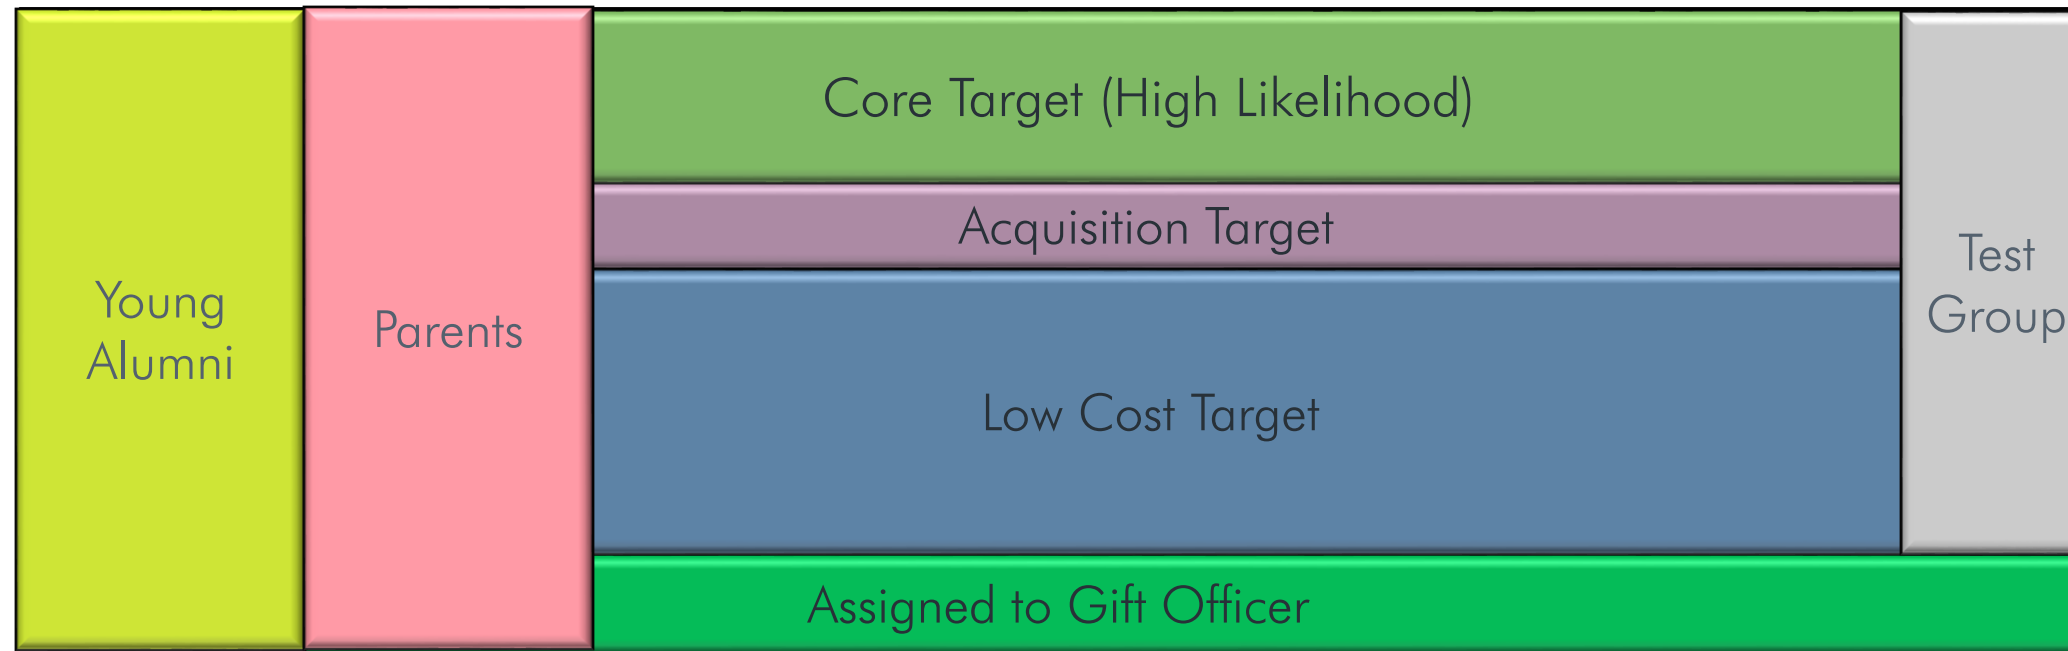 Young
Alumni
Parents
Core Target (High Likelihood)
Acquisition Target
Low Cost Target
Assigned to Gift Officer
Test
Group